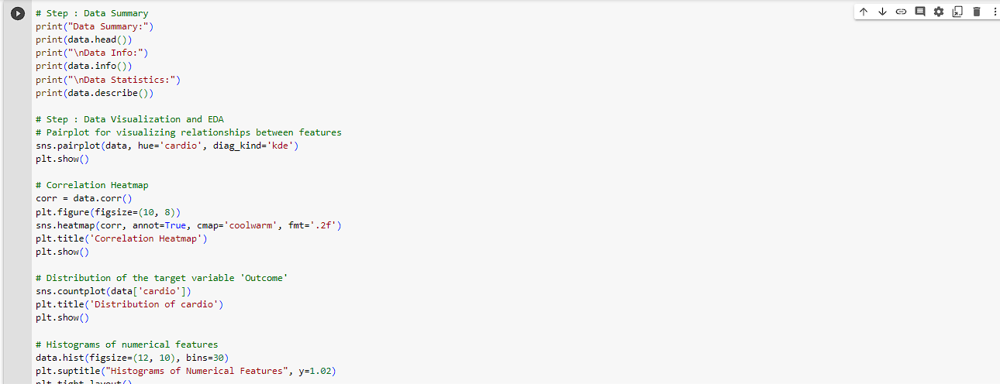 # Step : Data Summary
print("Data Summary:")
print(data.head())
print("\nData Info:")
print(data.info())
print("\nData Statistics:")
print(data.describe())

# Step : Data Visualization and EDA
# Pairplot for visualizing relationships between features
sns.pairplot(data, hue='cardio', diag_kind='kde')
plt.show()

# Correlation Heatmap
corr = data.corr()
plt.figure(figsize=(10, 8))
sns.heatmap(corr, annot=True, cmap='coolwarm', fmt='.2f')
plt.title('Correlation Heatmap')
plt.show()

# Distribution of the target variable 'Outcome'
sns.countplot(data['cardio'])
plt.title('Distribution of cardio')
plt.show()

# Histograms of numerical features
data.hist(figsize=(12, 10), bins=30)
plt.suptitle("Histograms of Numerical Features", y=1.02)
plt.tight_layout()